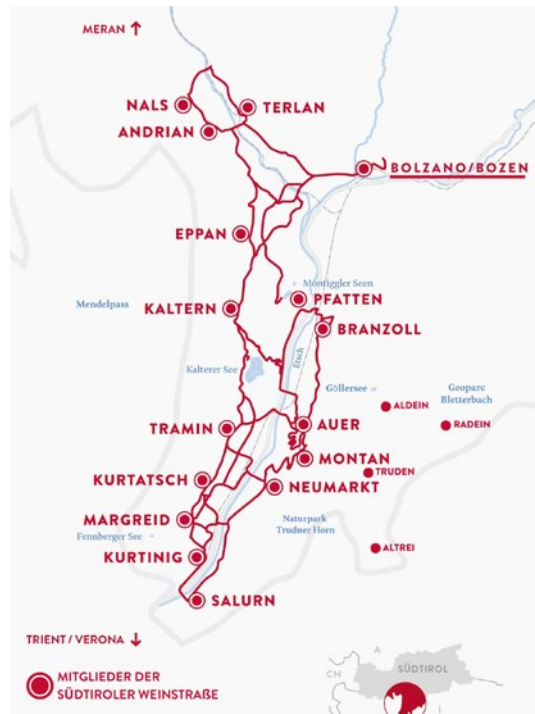 MERAN ↑
NALS
TERLAN
ANDRIAN
BOLZANO/BOZEN
EPPAN
Montiggler Seen
PFATTEN
Mendelpass
KALTERN
BRANZOLL
Etsch
Kalterer See
Göllersee
Geoparc
Bletterbach
ALDEIN
TRAMIN
AUER
RADEIN
MONTAN
TRUDEN
KURTATSCH
NEUMARKT
MARGREID
Naturpark
Trudner Horn
Fennberger See
KURTINIG
ALTREI
SALURN
TRIENT / VERONA ↓
MITGLIEDER DER
SÜDTIROLER WEINSTRAßE
A
CH
SÜDTIROL
I